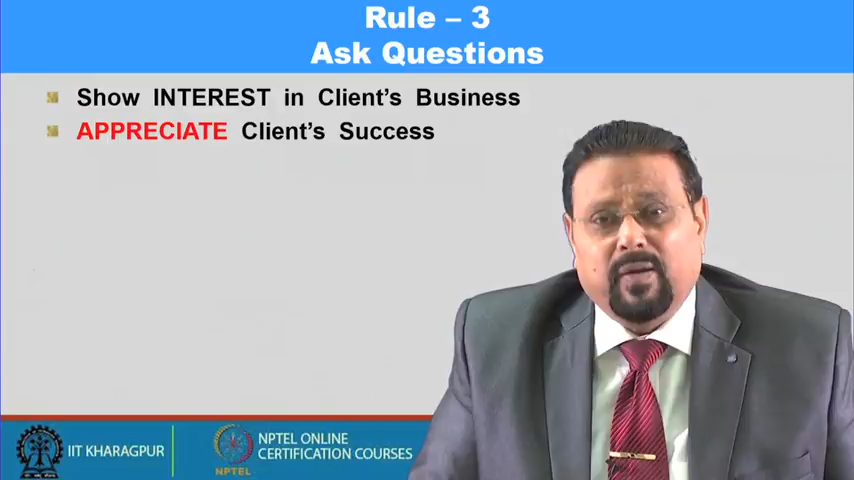 Rule – 3
Ask Questions
Show INTEREST in Client's Business
APPRECIATE Client's Success
IIT KHARAGPUR
NPTEL
NPTEL ONLINE
CERTIFICATION COURSES